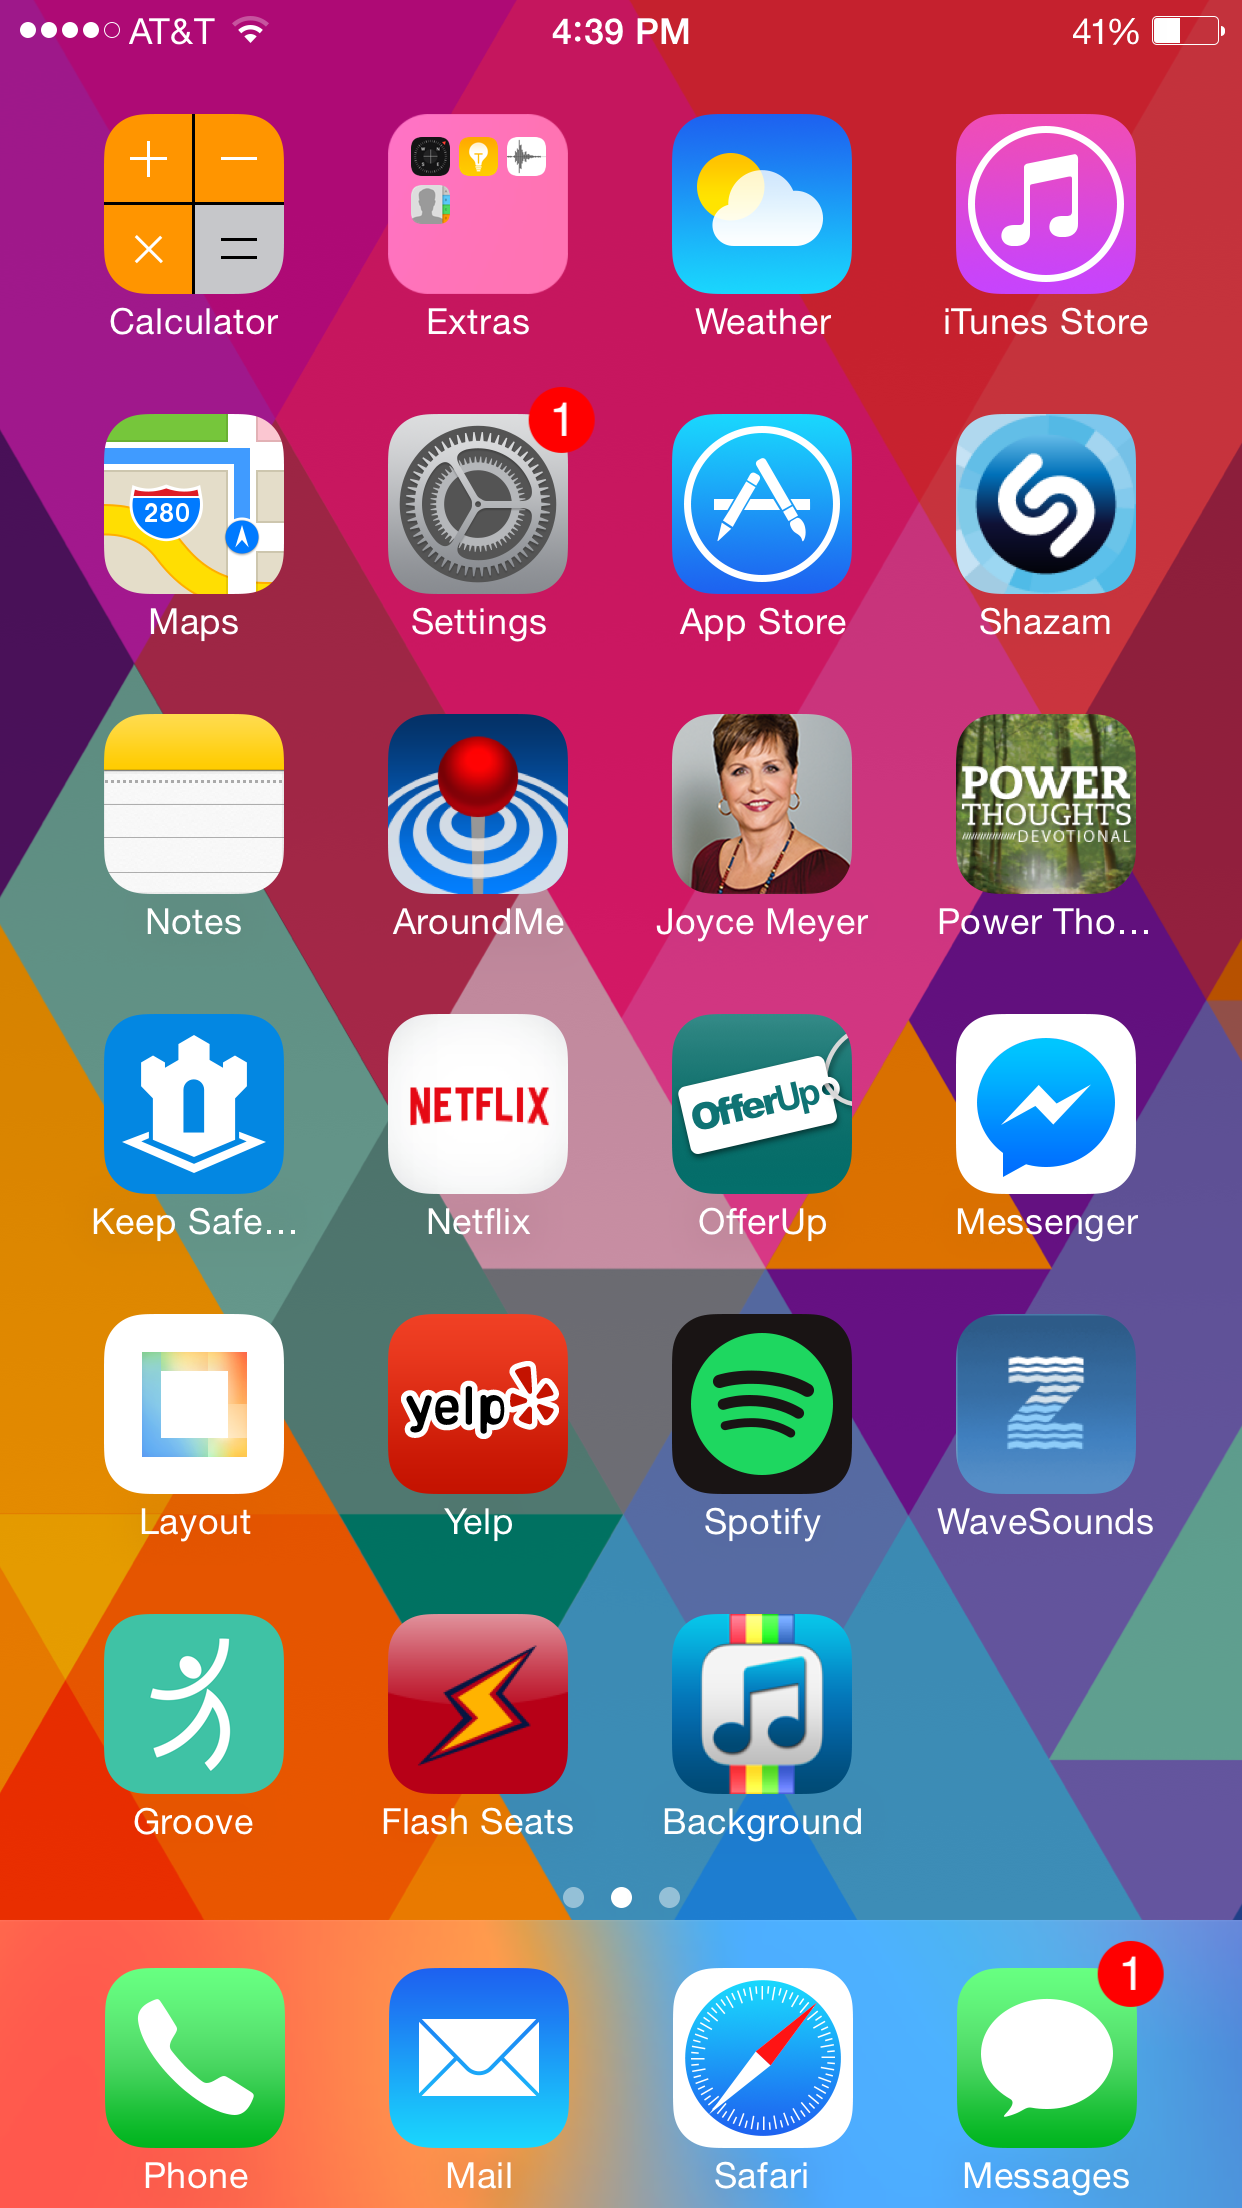 AT&T 4:39 PM 41%
Calculator Extras Weather iTunes Store
280
1
Maps Settings App Store Shazam
POWER
THOUGHTS
DEVOTIONAL
Notes AroundMe Joyce Meyer Power Tho...
NETFLIX OfferUp
Keep Safe... Netflix OfferUp Messenger
yelp Z
Layout Yelp Spotify WaveSounds
Groove Flash Seats Background
1
Phone Mail Safari Messages